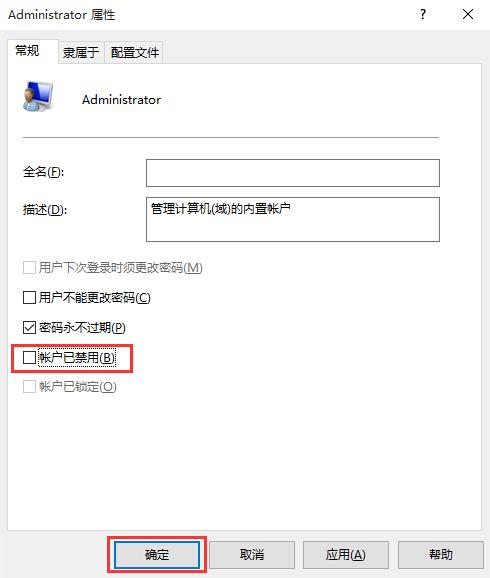 Administrator 属性
?
常规 隶属于 配置文件
Administrator
全名(F):
描述(D): 管理计算机(域)的内置帐户
用户下次登录时须更改密码(M)
用户不能更改密码(C)
密码永不过期(P)
帐户已禁用(B)
帐户已锁定(O)
确定 取消 应用(A) 帮助